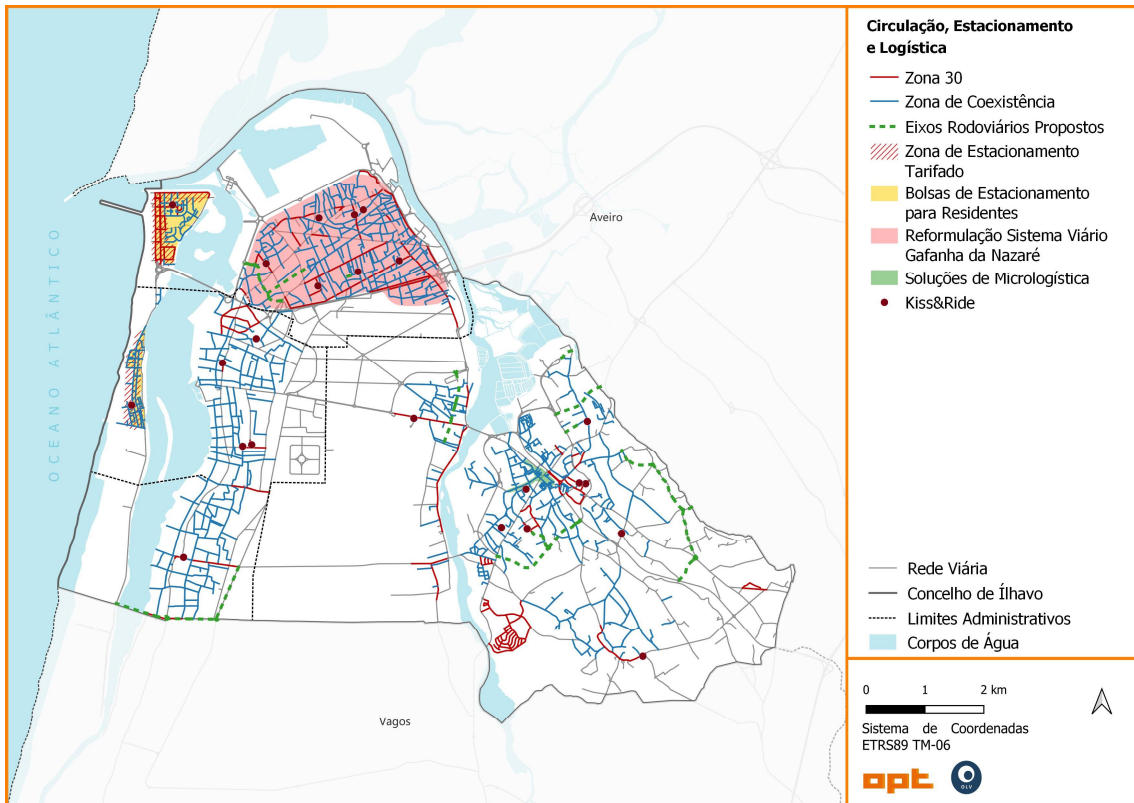 Circulação, Estacionamento
e Logística
Zona 30
Zona de Coexistência
Eixos Rodoviários Propostos
Zona de Estacionamento
Tarifado
Bolsas de Estacionamento
para Residentes
Reformulação Sistema Viário
Gafanha da Nazaré
Soluções de Micrologística
Kiss&Ride
Aveiro
OCEANO ATLÂNTICO
Vagos
Rede Viária
Concelho de Ílhavo
Limites Administrativos
Corpos de Água
0 1 2 km
Sistema de Coordenadas
ETRS89 TM-06
opt
OLV